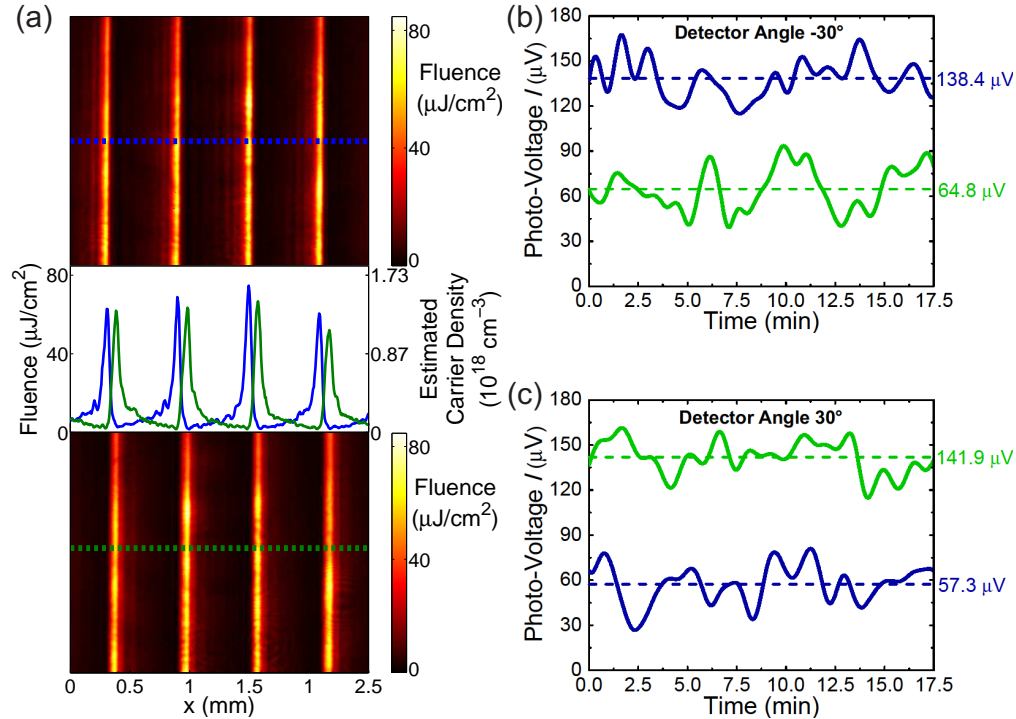 (a)
80
40
0
Fluence
(μJ/cm²)
Fluence (μJ/cm²)
80
40
0
1.73
0.87
0
Estimated
Carrier Density
(10¹⁸ cm⁻³)
80
40
0
Fluence
(μJ/cm²)
0 0.5 1 1.5 1 2.5
x (mm)
(b)
Detector Angle -30°
Photo-Voltage I (μV)
180
150
120
90
60
30
0
138.4 μV
64.8 μV
0.0 2.5 5.0 7.5 10.0 12.5 15.0 17.5
Time (min)
(c)
Detector Angle 30°
Photo-Voltage I (μV)
180
150
120
90
60
30
0
141.9 μV
57.3 μV
0.0 2.5 5.0 7.5 10.0 12.5 15.0 17.5
Time (min)